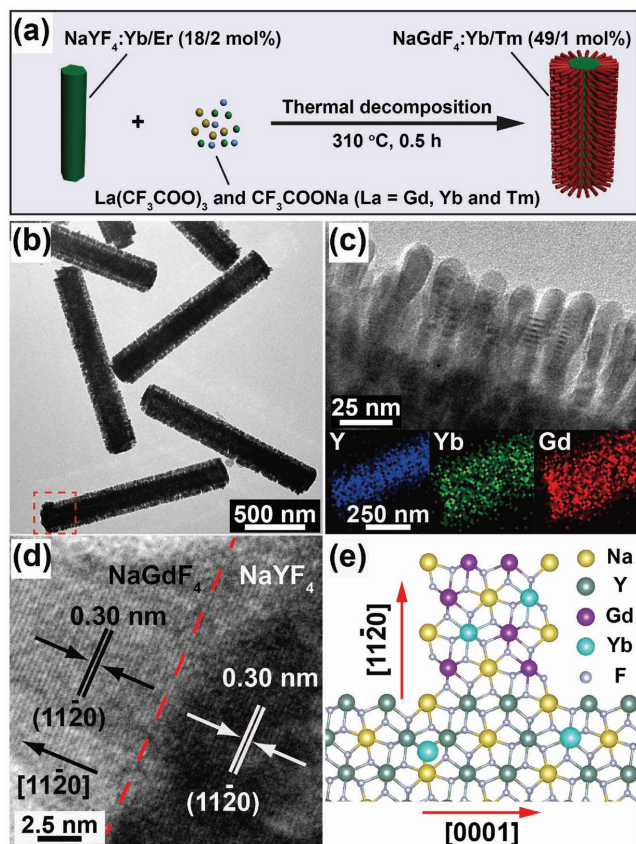 (a)
NaYF₄:Yb/Er (18/2 mol%)
NaGdF₄:Yb/Tm (49/1 mol%)
+
Thermal decomposition
310 °C, 0.5 h
La(CF₃COO)₃ and CF₃COONa (La = Gd, Yb and Tm)
(b)
500 nm
(c)
25 nm
Y
Yb
Gd
250 nm
(d)
NaGdF₄
NaYF₄
0.30 nm
0.30 nm
(112̄0)
(112̄0)
[112̄0]
2.5 nm
(e)
Na
Y
Gd
Yb
F
[112̄0]
[0001]